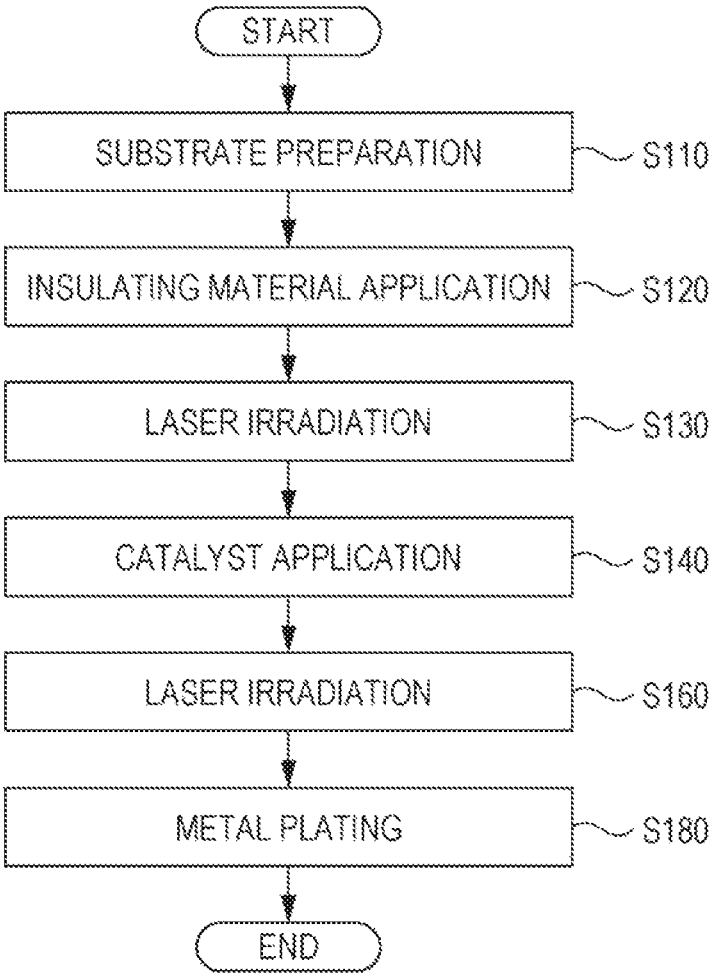 START
SUBSTRATE PREPARATION S110
INSULATING MATERIAL APPLICATION S120
LASER IRRADIATION S130
CATALYST APPLICATION S140
LASER IRRADIATION S160
METAL PLATING S180
END